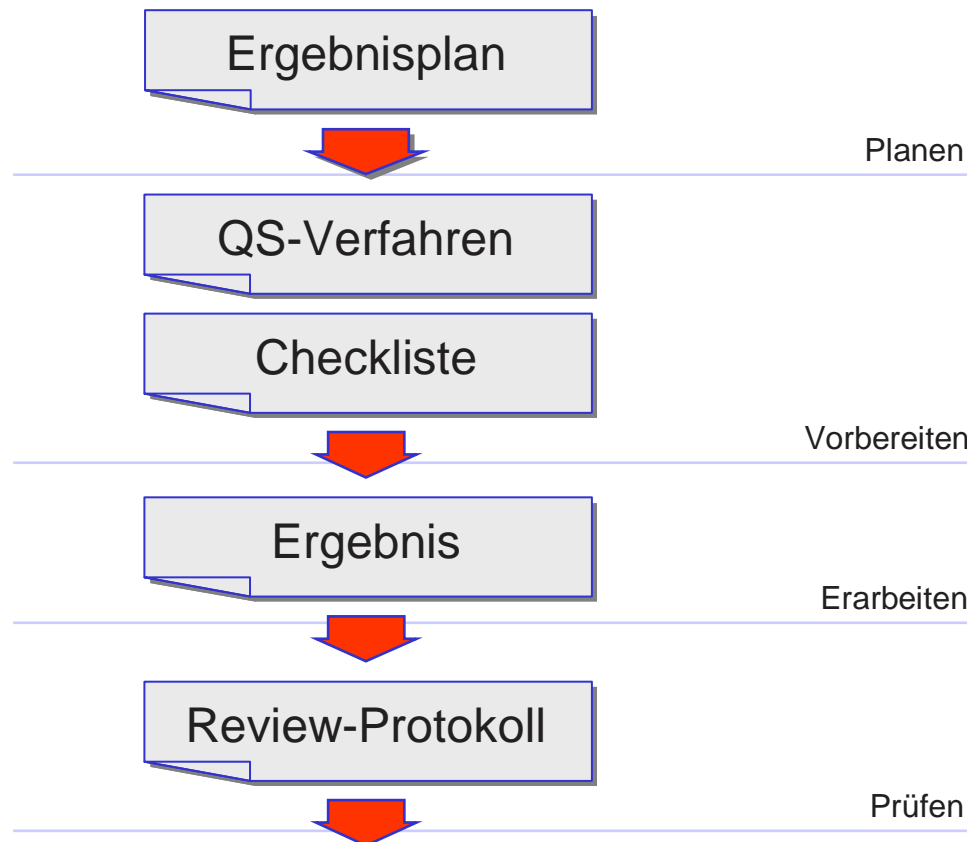 Ergebnisplan
Planen
QS-Verfahren
Checkliste
Vorbereiten
Ergebnis
Erarbeiten
Review-Protokoll
Prüfen